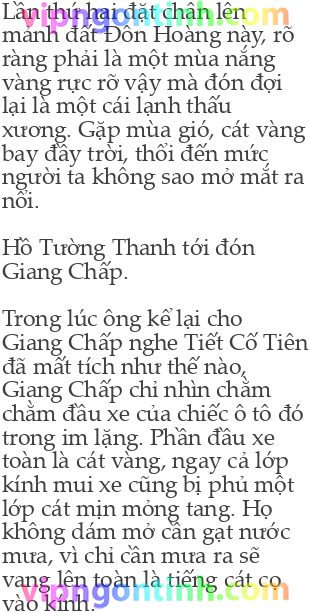 Lần thứ hai đặt chân lên
mảnh đất Đôn Hoàng này, rõ
ràng phải là một mùa nắng
vàng rực rỡ vậy mà đón đợi
lại là một cái lạnh thấu
xương. Gặp mùa gió, cát vàng
bay đầy trời, thổi đến mức
người ta không sao mở mắt ra
nổi.
Hồ Tường Thanh tới đón
Giang Chấp.
Trong lúc ông kể lại cho
Giang Chấp nghe Tiết Cố Tiên
đã mất tích như thế nào,
Giang Chấp chỉ nhìn chằm
chằm đầu xe của chiếc ô tô đó
trong im lặng. Phần đầu xe
toàn là cát vàng, ngay cả lớp
kính mui xe cũng bị phủ một
lớp cát mịn mỏng tang. Họ
không dám mở cần gạt nước
mưa, vì chỉ cần mưa ra sẽ
vang lên toàn là tiếng cát cọ
vào kính.
vipngontinh.com
vipngontinh.com